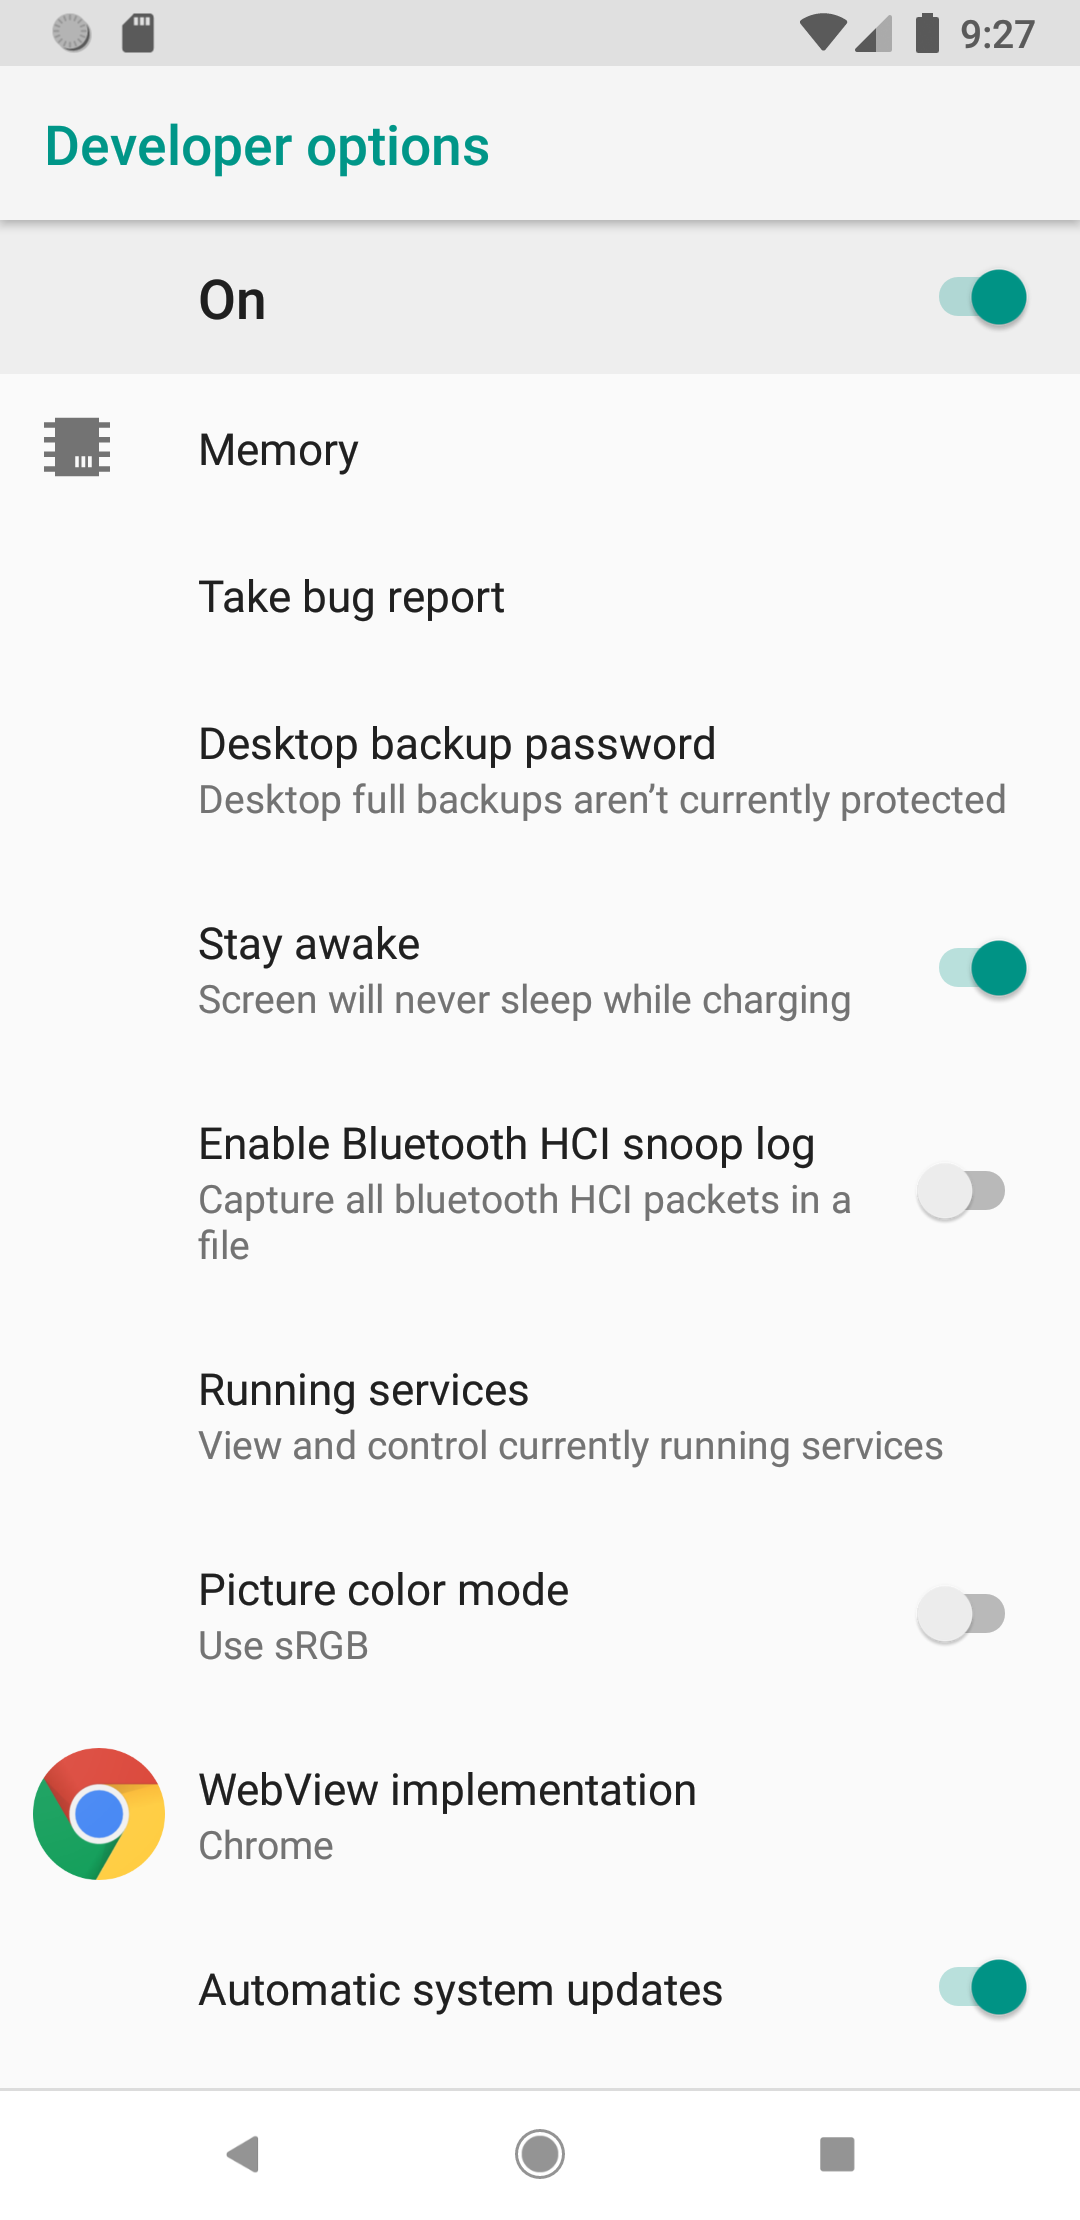 9:27
Developer options
On
Memory
Take bug report
Desktop backup password
Desktop full backups aren’t currently protected
Stay awake
Screen will never sleep while charging
Enable Bluetooth HCI snoop log
Capture all bluetooth HCI packets in a
file
Running services
View and control currently running services
Picture color mode
Use sRGB
WebView implementation
Chrome
Automatic system updates